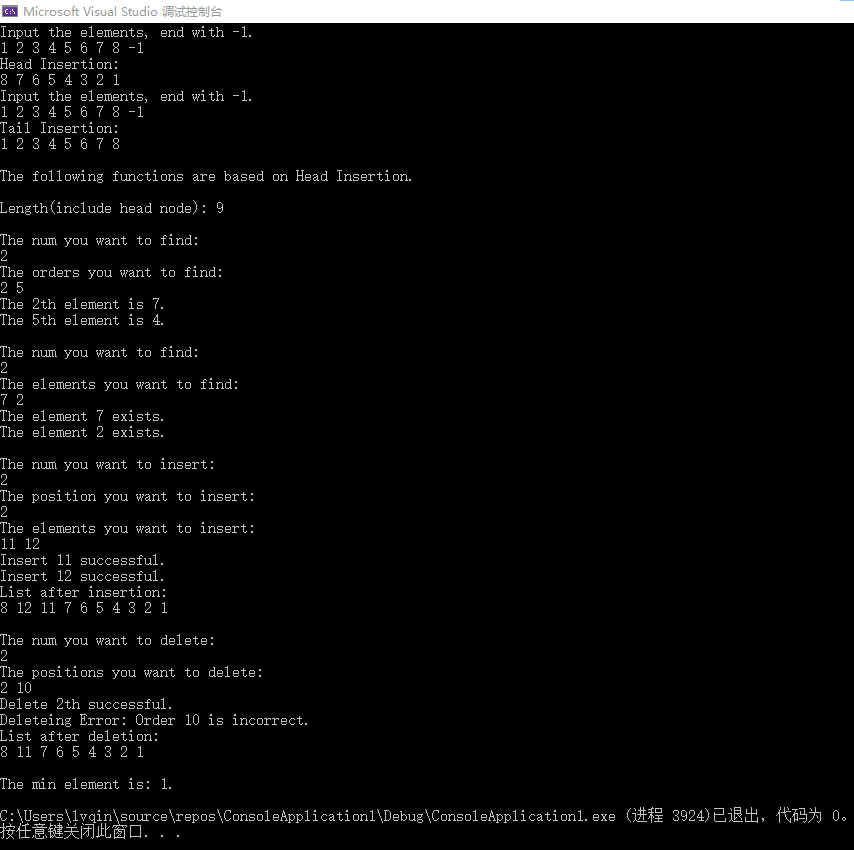 Microsoft Visual Studio 调试控制台
Input the elements, end with -1.
1 2 3 4 5 6 7 8 -1
Head Insertion:
8 7 6 5 4 3 2 1
Input the elements, end with -1.
1 2 3 4 5 6 7 8 -1
Tail Insertion:
1 2 3 4 5 6 7 8
The following functions are based on Head Insertion.
Length(include head node): 9
The num you want to find:
2
The orders you want to find:
2 5
The 2th element is 7.
The 5th element is 4.
The num you want to find:
2
The elements you want to find:
7 2
The element 7 exists.
The element 2 exists.
The num you want to insert:
2
The position you want to insert:
2
The elements you want to insert:
11 12
Insert 11 successful.
Insert 12 successful.
List after insertion:
8 12 11 7 6 5 4 3 2 1
The num you want to delete:
2
The positions you want to delete:
2 10
Delete 2th successful.
Deleteing Error: Order 10 is incorrect.
List after deletion:
8 11 7 6 5 4 3 2 1
The min element is: 1.
C:\Users\lvqin\source\repos\ConsoleApplication1\Debug\ConsoleApplication1.exe (进程 3924)已退出，代码为 0。
按任意键关闭此窗口. . .